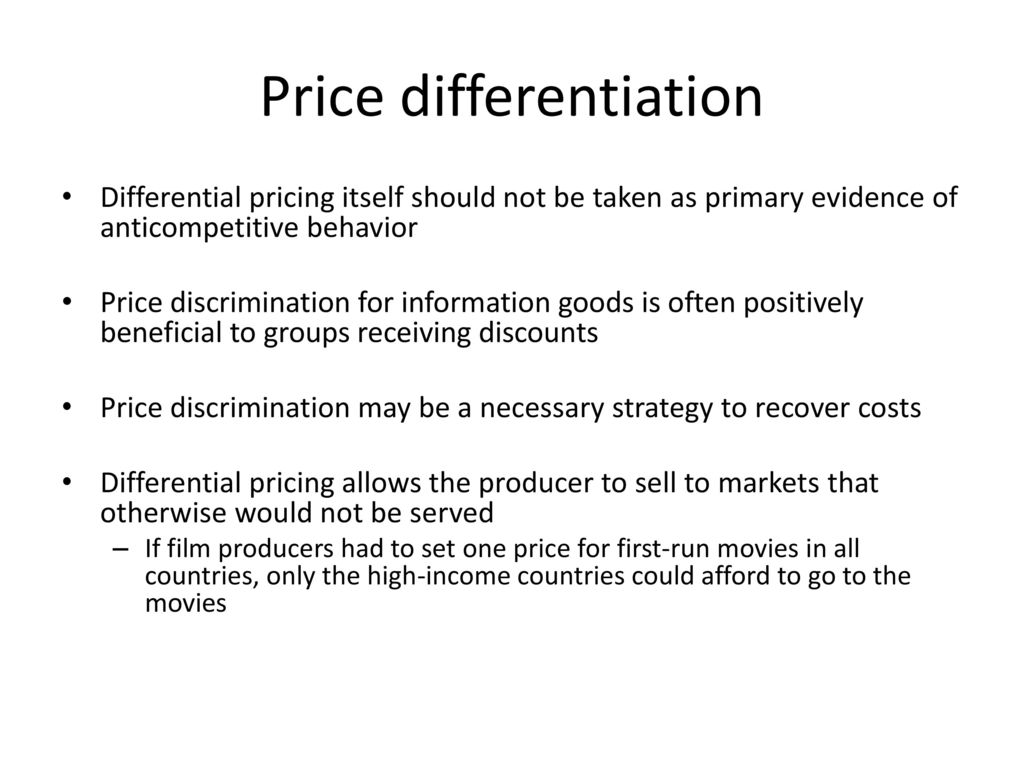 Price differentiation
• Differential pricing itself should not be taken as primary evidence of
anticompetitive behavior
• Price discrimination for information goods is often positively
beneficial to groups receiving discounts
• Price discrimination may be a necessary strategy to recover costs
• Differential pricing allows the producer to sell to markets that
otherwise would not be served
– If film producers had to set one price for first-run movies in all
countries, only the high-income countries could afford to go to the
movies